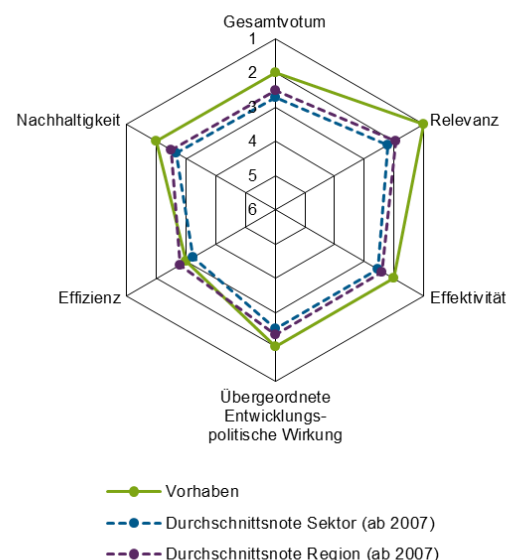 Gesamtvotum
1
2
3
4
5
6
Nachhaltigkeit
Relevanz
Effizienz
Effektivität
Übergeordnete
Entwicklungs-
politische Wirkung
Vorhaben
Durchschnittsnote Sektor (ab 2007)
Durchschnittsnote Region (ab 2007)